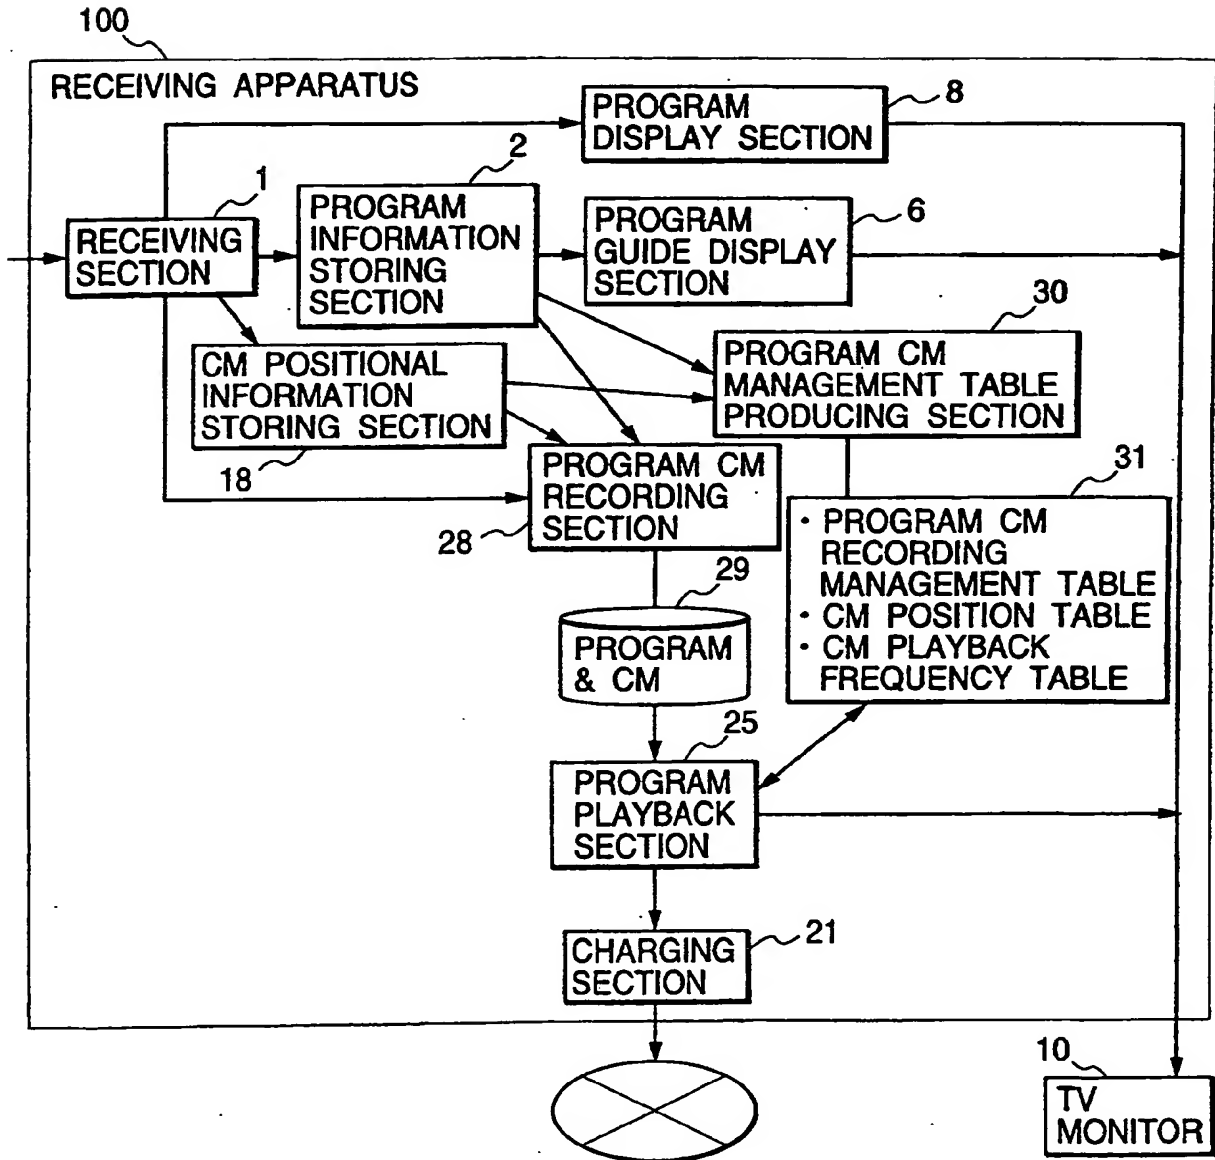 100
RECEIVING APPARATUS
PROGRAM
DISPLAY SECTION
8
1
RECEIVING
SECTION
2
PROGRAM
INFORMATION
STORING
SECTION
PROGRAM
GUIDE DISPLAY
SECTION
6
CM POSITIONAL
INFORMATION
STORING SECTION
18
30
PROGRAM CM
MANAGEMENT TABLE
PRODUCING SECTION
PROGRAM CM
RECORDING
SECTION
28
31
· PROGRAM CM
RECORDING
MANAGEMENT TABLE
· CM POSITION TABLE
· CM PLAYBACK
FREQUENCY TABLE
29
PROGRAM
& CM
25
PROGRAM
PLAYBACK
SECTION
CHARGING
SECTION
21
10
TV
MONITOR